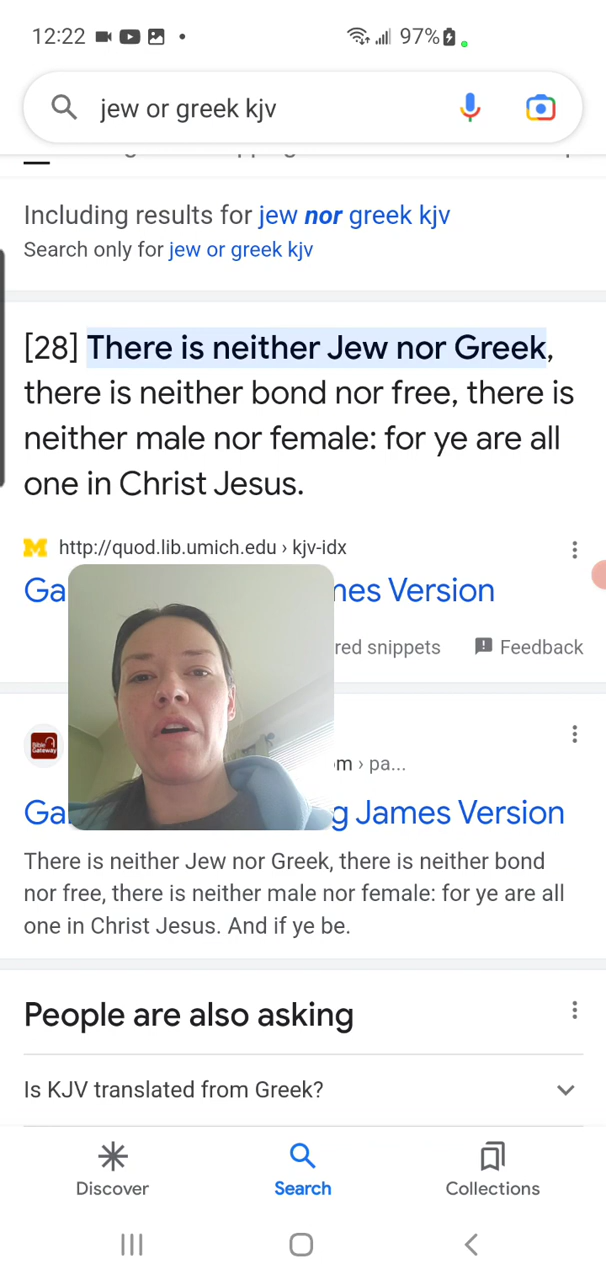 12:22
97%
jew or greek kjv
Including results for jew nor greek kjv
Search only for jew or greek kjv
[28] There is neither Jew nor Greek,
there is neither bond nor free, there is
neither male nor female: for ye are all
one in Christ Jesus.
http://quod.lib.umich.edu › kjv-idx
Ga mes Version
red snippets
Feedback
Bible Gateway
m › pa...
Ga g James Version
There is neither Jew nor Greek, there is neither bond
nor free, there is neither male nor female: for ye are all
one in Christ Jesus. And if ye be.
People are also asking
Is KJV translated from Greek?
Discover
Search
Collections